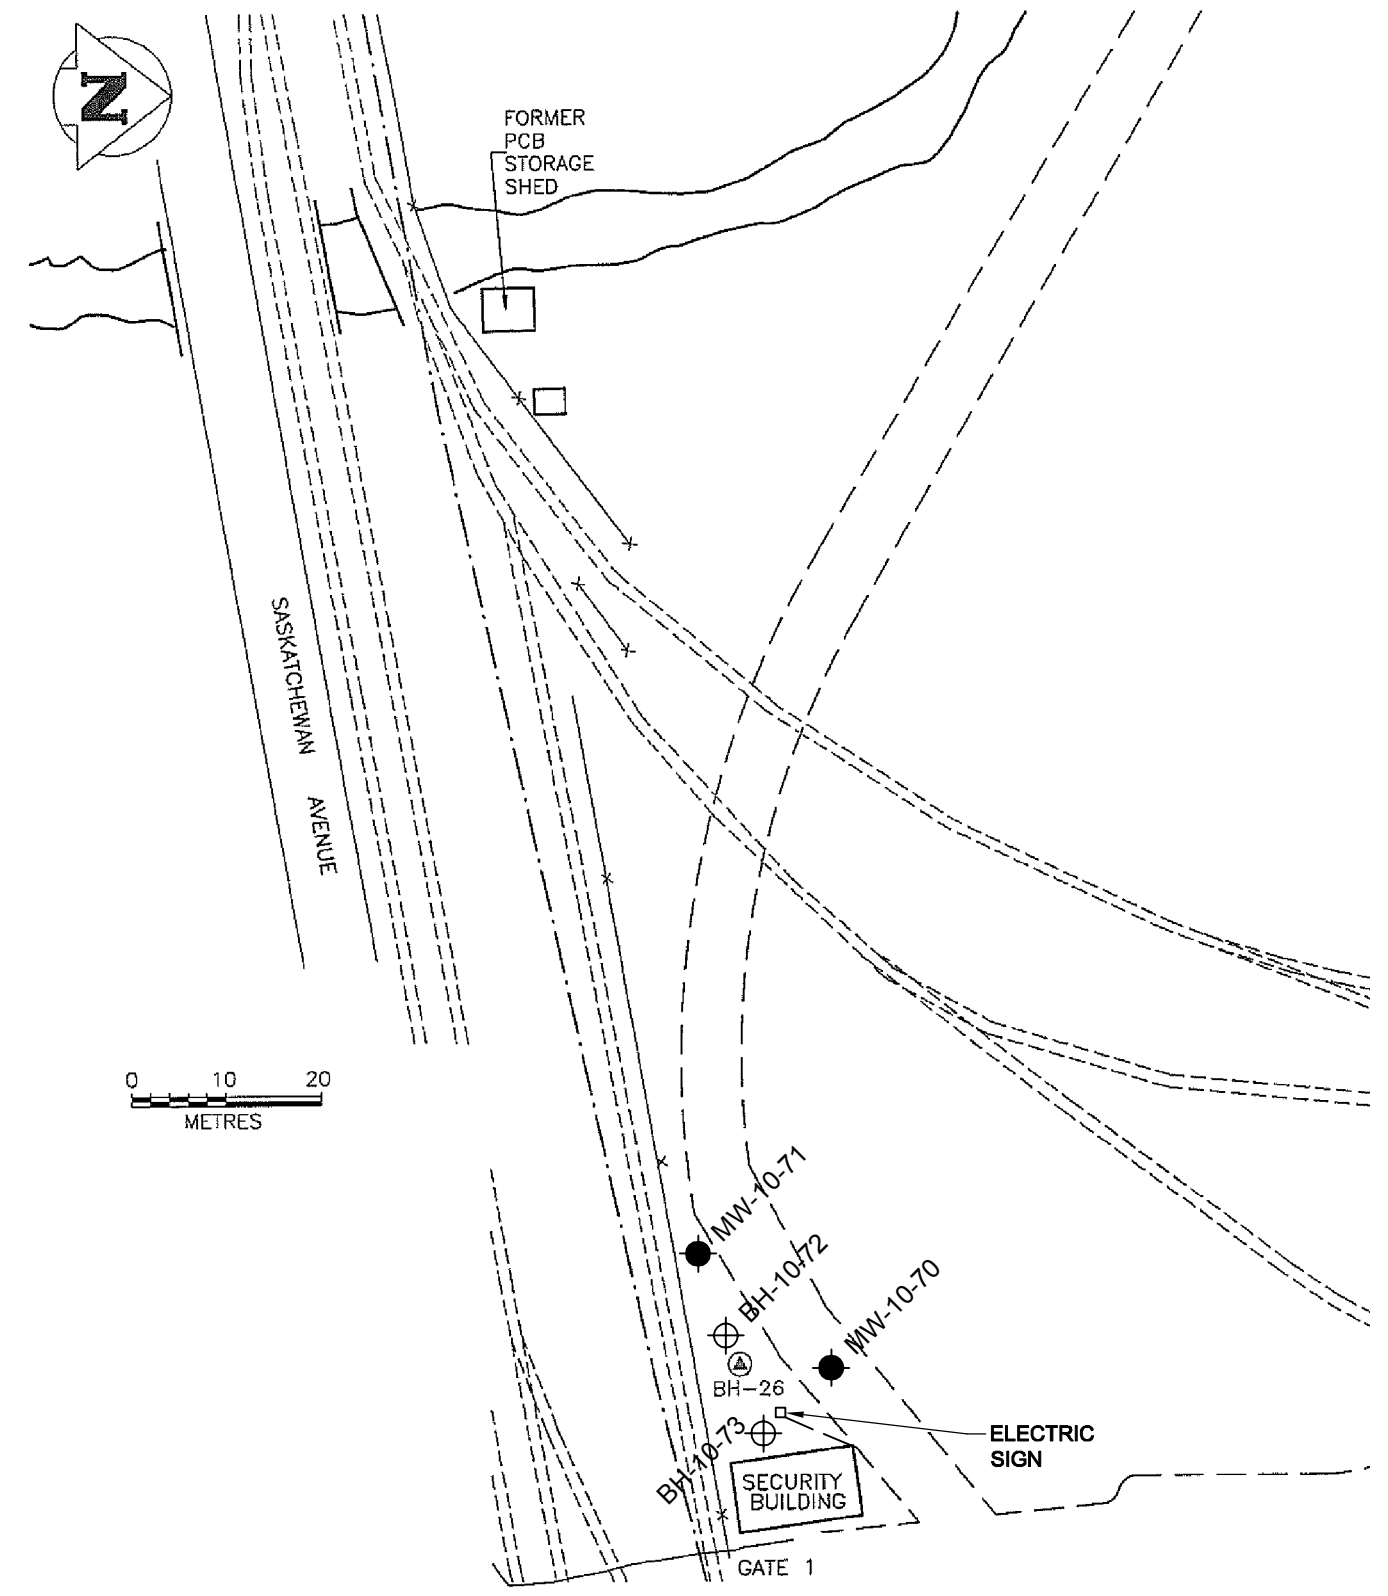 N
FORMER
PCB
STORAGE
SHED
SASKATCHEWAN AVENUE
0 10 20
METRES
MW-10-71
BH-10-72
MW-10-70
BH-26
BH-10-73
ELECTRIC
SIGN
SECURITY
BUILDING
GATE 1